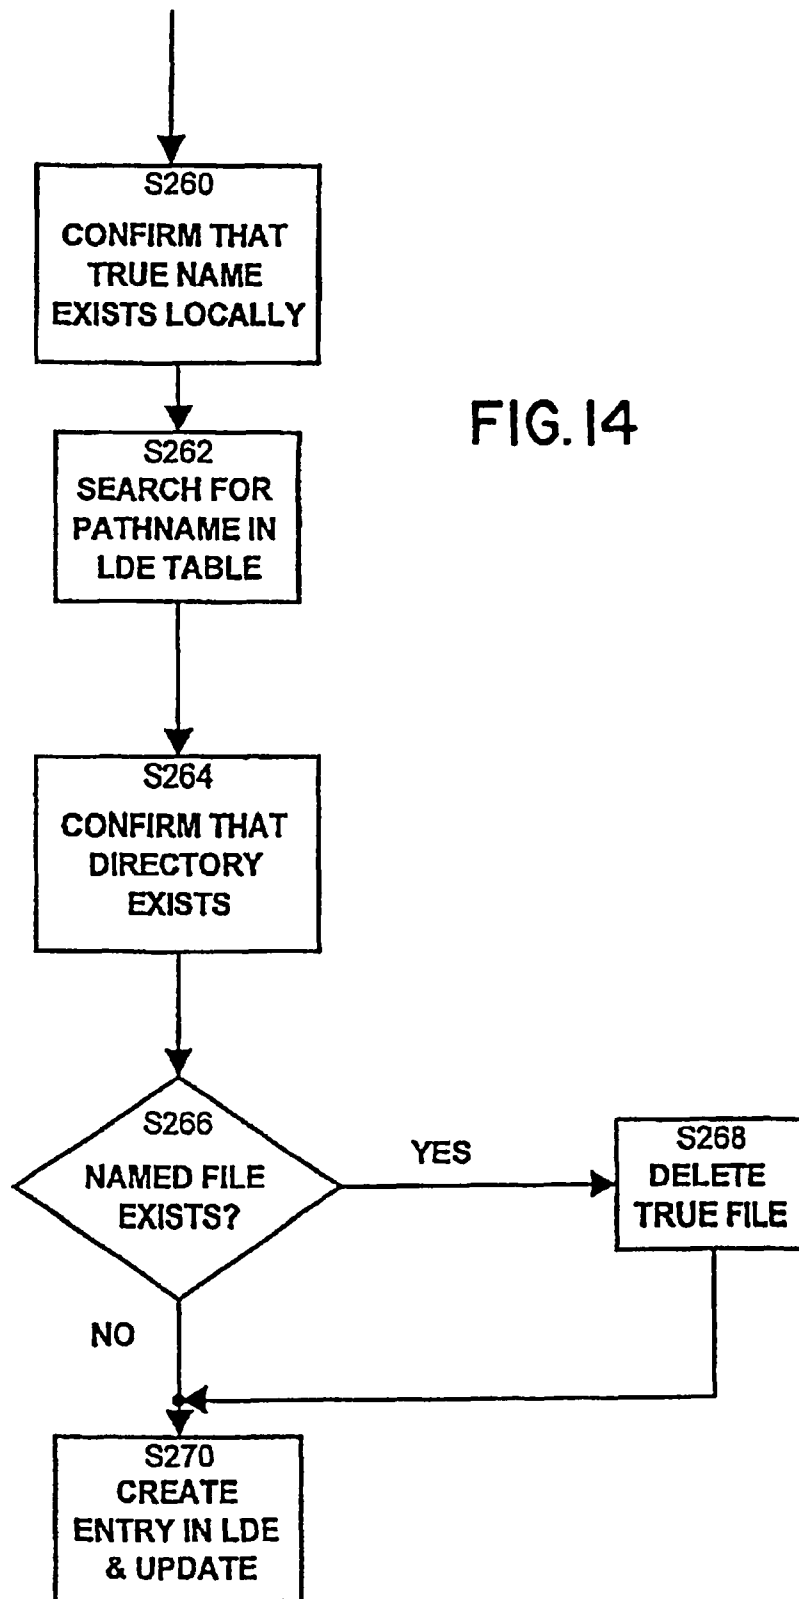 S260
CONFIRM THAT
TRUE NAME
EXISTS LOCALLY
FIG. 14
S262
SEARCH FOR
PATHNAME IN
LDE TABLE
S264
CONFIRM THAT
DIRECTORY
EXISTS
S266
NAMED FILE
EXISTS?
YES
S268
DELETE
TRUE FILE
NO
S270
CREATE
ENTRY IN LDE
& UPDATE